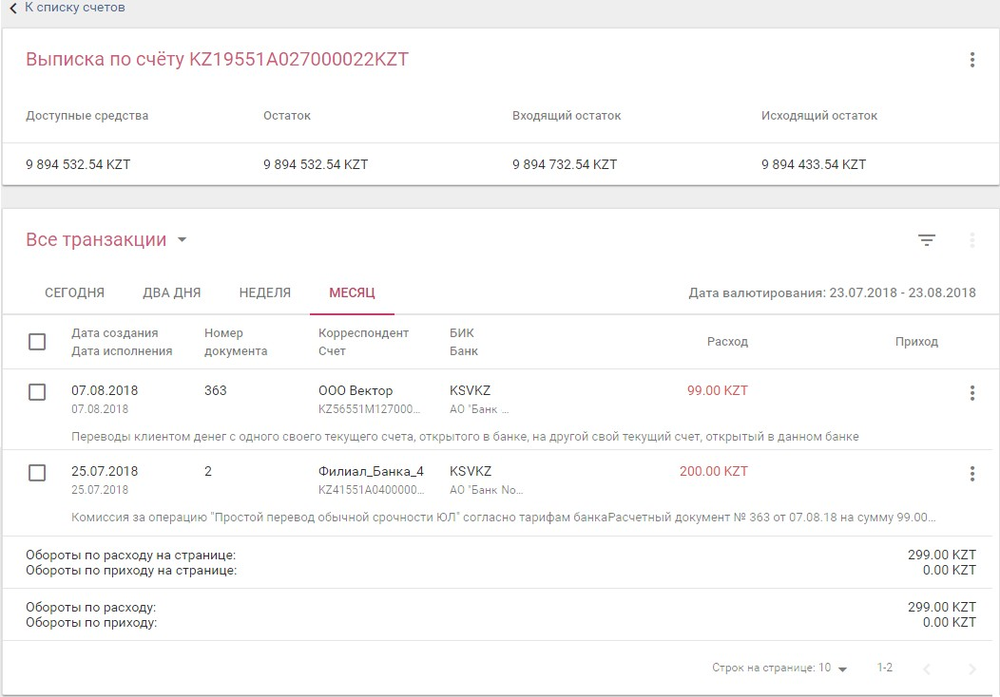 К списку счетов
Выписка по счёту KZ19551A027000022KZT
Доступные средства Остаток Входящий остаток Исходящий остаток
9 894 532.54 KZT 9 894 532.54 KZT 9 894 732.54 KZT 9 894 433.54 KZT
Все транзакции
СЕГОДНЯ ДВА ДНЯ НЕДЕЛЯ МЕСЯЦ Дата валютирования: 23.07.2018 - 23.08.2018
Дата создания Номер Корреспондент БИК Расход Приход
Дата исполнения документа Счет Банк
07.08.2018 363 ООО Вектор KSVKZ 99.00 KZT
07.08.2018 KZ56551M127000... АО "Банк ...
Переводы клиентом денег с одного своего текущего счета, открытого в банке, на другой свой текущий счет, открытый в данном банке
25.07.2018 2 Филиал_Банка_4 KSVKZ 200.00 KZT
25.07.2018 KZ41551A0400000... АО "Банк No...
Комиссия за операцию "Простой перевод обычной срочности ЮЛ" согласно тарифам банкаРасчетный документ № 363 от 07.08.18 на сумму 99.00...
Обороты по расходу на странице: 299.00 KZT
Обороты по приходу на странице: 0.00 KZT
Обороты по расходу: 299.00 KZT
Обороты по приходу: 0.00 KZT
Строк на странице: 10 1-2